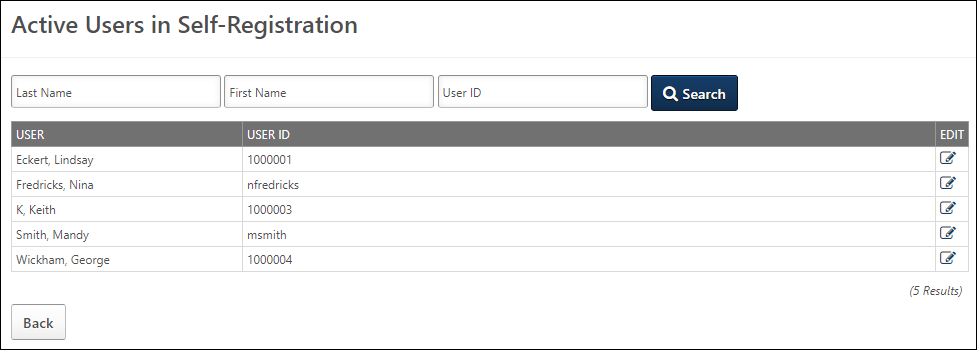 Active Users in Self-Registration
Last Name First Name User ID Search
USER USER ID EDIT
Eckert, Lindsay 1000001
Fredricks, Nina nfredricks
K, Keith 1000003
Smith, Mandy msmith
Wickham, George 1000004
(5 Results)
Back